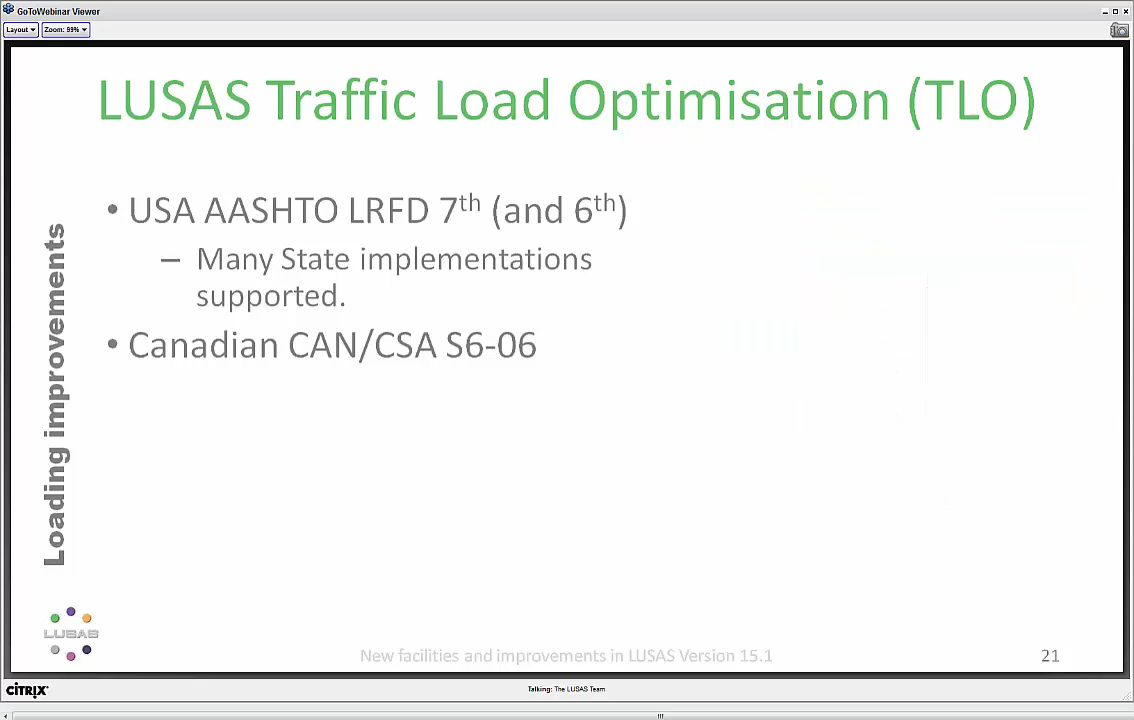 GoToWebinar Viewer
Layout
Zoom: 99%
LUSAS Traffic Load Optimisation (TLO)
• USA AASHTO LRFD 7th (and 6th)
– Many State implementations
supported.
• Canadian CAN/CSA S6-06
Loading improvements
LUSAS
New facilities and improvements in LUSAS Version 15.1
21
CITRIX
Talking: The LUSAS Team